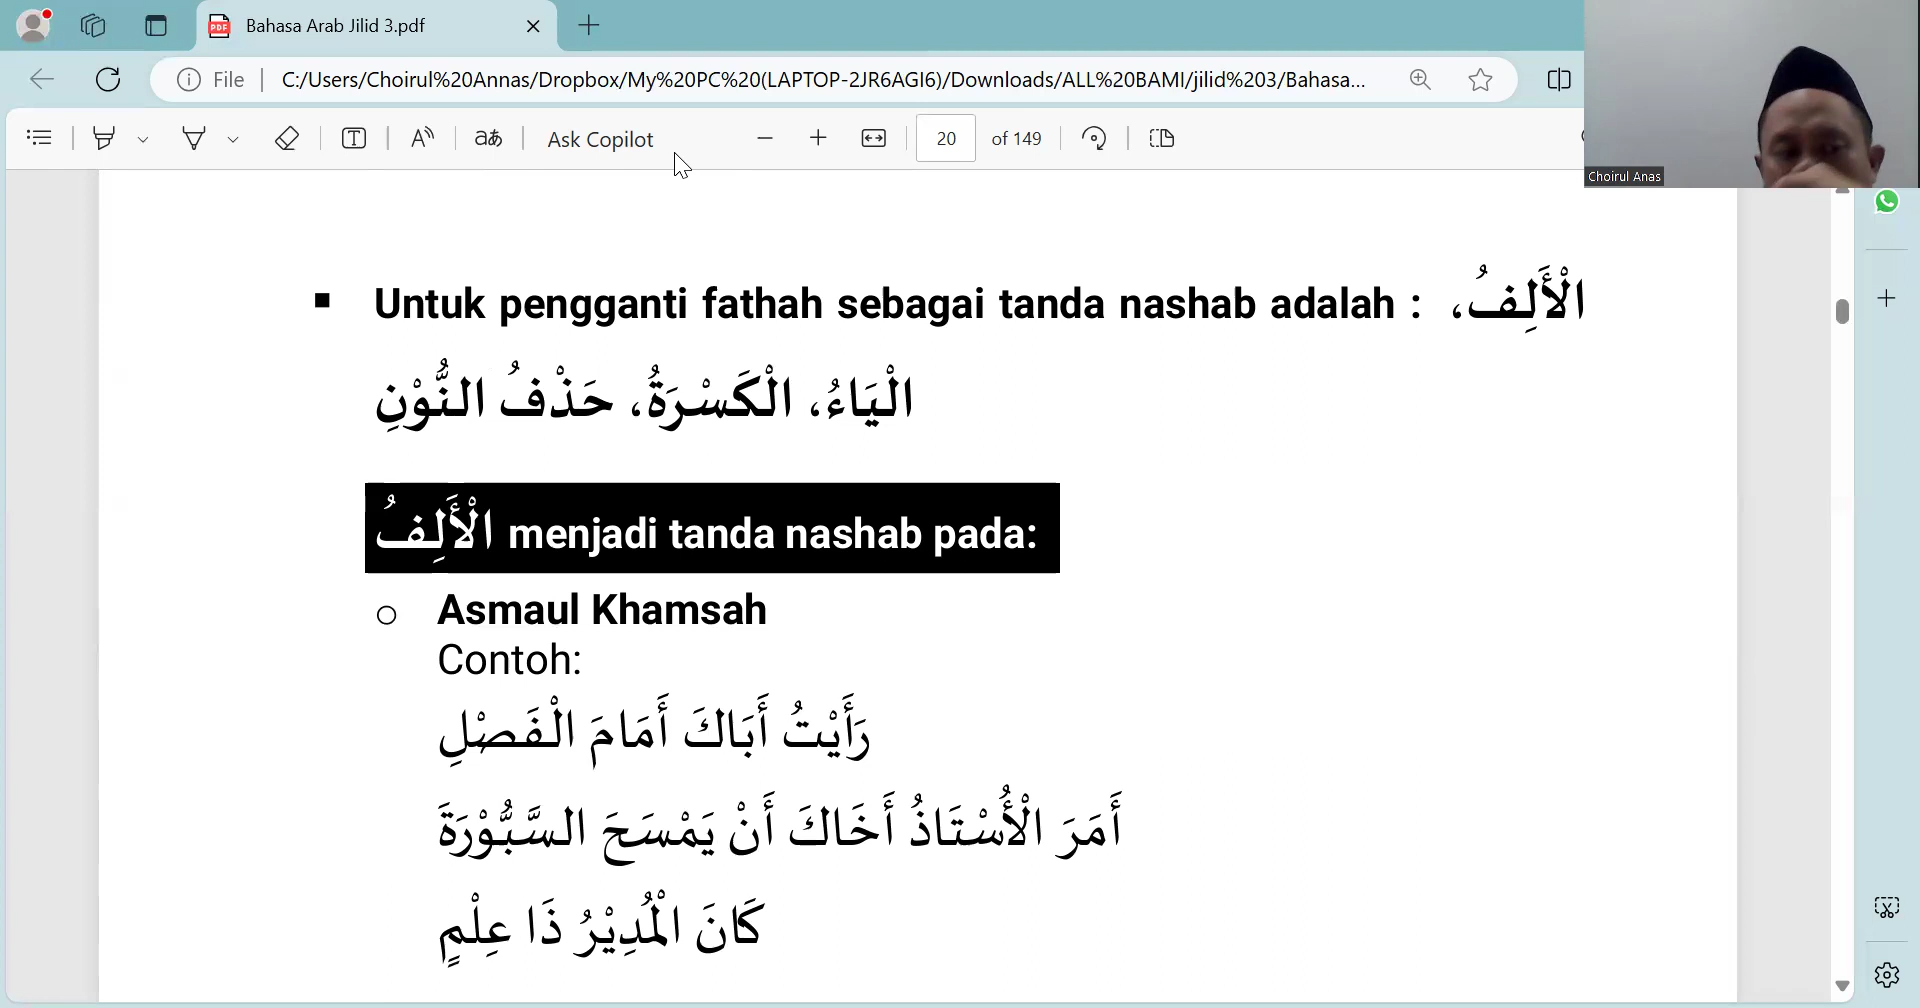 Bahasa Arab Jilid 3.pdf
File
C:/Users/Choirul%20Annas/Dropbox/My%20PC%20(LAPTOP-2JR6AGI6)/Downloads/ALL%20BAMI/jilid%203/Bahasa...
aあ
Ask Copilot
20 of 149
Choirul Anas
Untuk pengganti fathah sebagai tanda nashab adalah : الْأَلِفُ،
الْيَاءُ، الْكَسْرَةُ، حَذْفُ النُّوْنِ
الْأَلِفُ menjadi tanda nashab pada:
Asmaul Khamsah
Contoh:
رَأَيْتُ أَبَاكَ أَمَامَ الْفَصْلِ
أَمَرَ الْأُسْتَاذُ أَخَاكَ أَنْ يَمْسَحَ السَّبُّوْرَةَ
كَانَ الْمُدِيْرُ ذَا عِلْمٍ